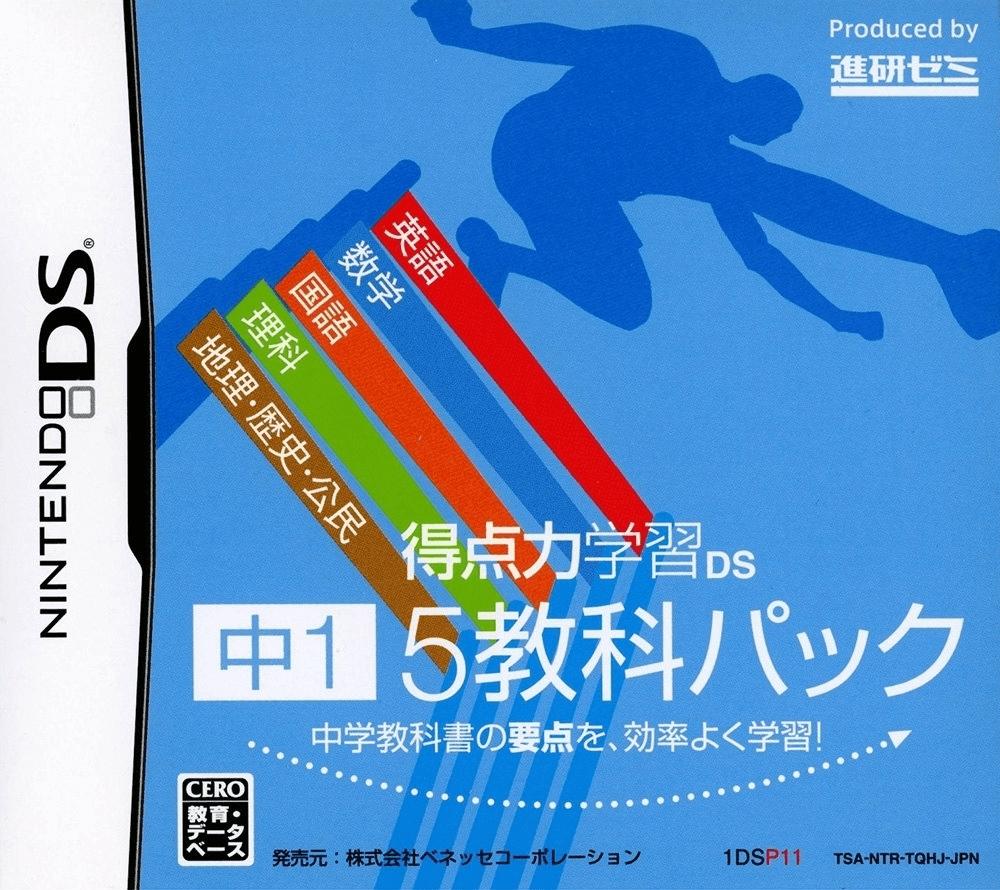 Produced by
進研ゼミ
NINTENDO DS®
英語
数学
国語
理科
地理・歴史・公民
得点力学習DS
中1
5教科パック
中学教科書の要点を、効率よく学習!
CERO
教育・
データ
ベース
発売元：株式会社ベネッセコーポレーション
1DSP11
TSA-NTR-TQHJ-JPN